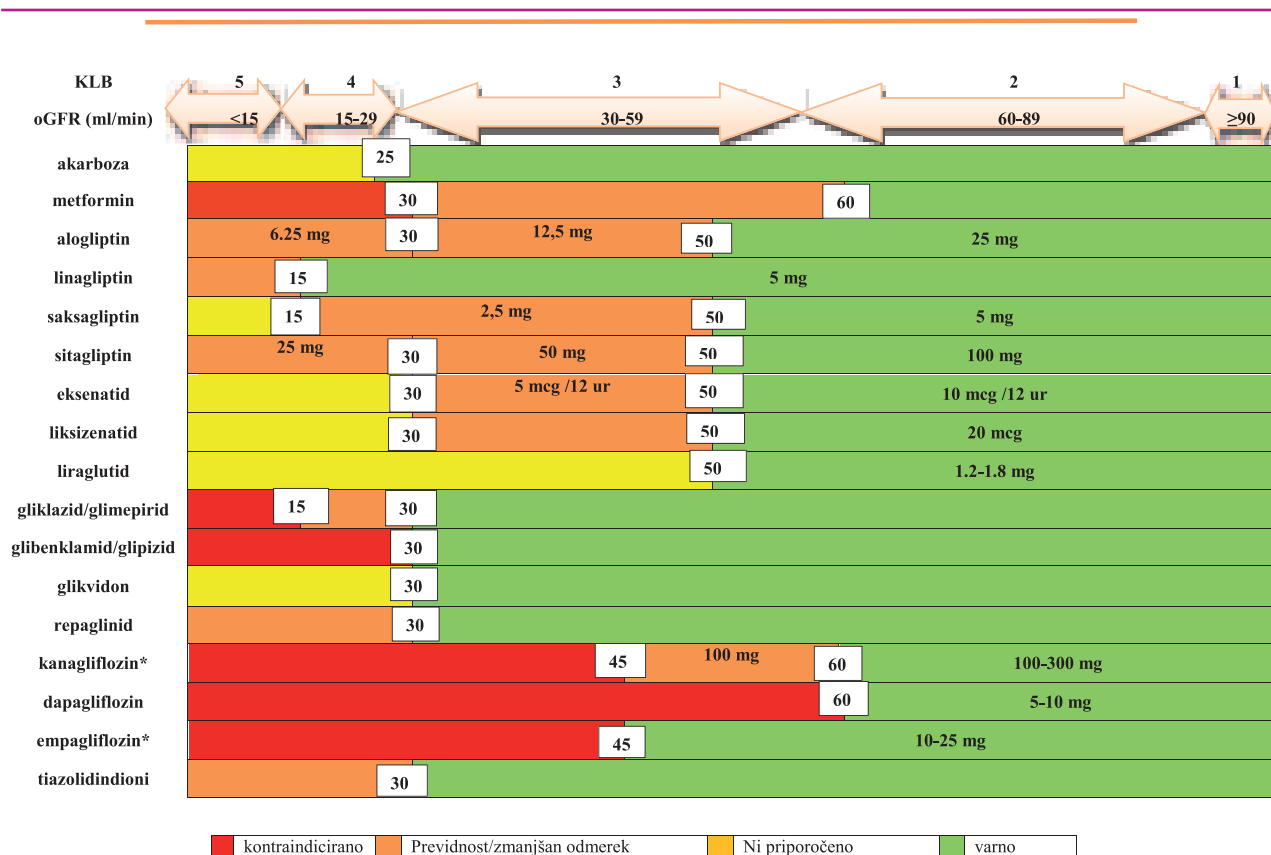 KLB 5 4 3 2 1
oGFR (ml/min) <15 15-29 30-59 60-89 ≥90
akarboza 25
metformin 30 60
alogliptin 6.25 mg 30 12,5 mg 50 25 mg
linagliptin 15 5 mg
saksagliptin 15 2,5 mg 50 5 mg
sitagliptin 25 mg 30 50 mg 50 100 mg
eksenatid 30 5 mcg /12 ur 50 10 mcg /12 ur
liksizenatid 30 50 20 mcg
liraglutid 50 1.2-1.8 mg
gliklazid/glimepirid 15 30
glibenklamid/glipizid 30
glikvidon 30
repaglinid 30
kanagliflozin* 45 100 mg 60 100-300 mg
dapagliflozin 60 5-10 mg
empagliflozin* 45 10-25 mg
tiazolidindioni 30
kontraindicirano Previdnost/zmanjšan odmerek Ni priporočeno varno